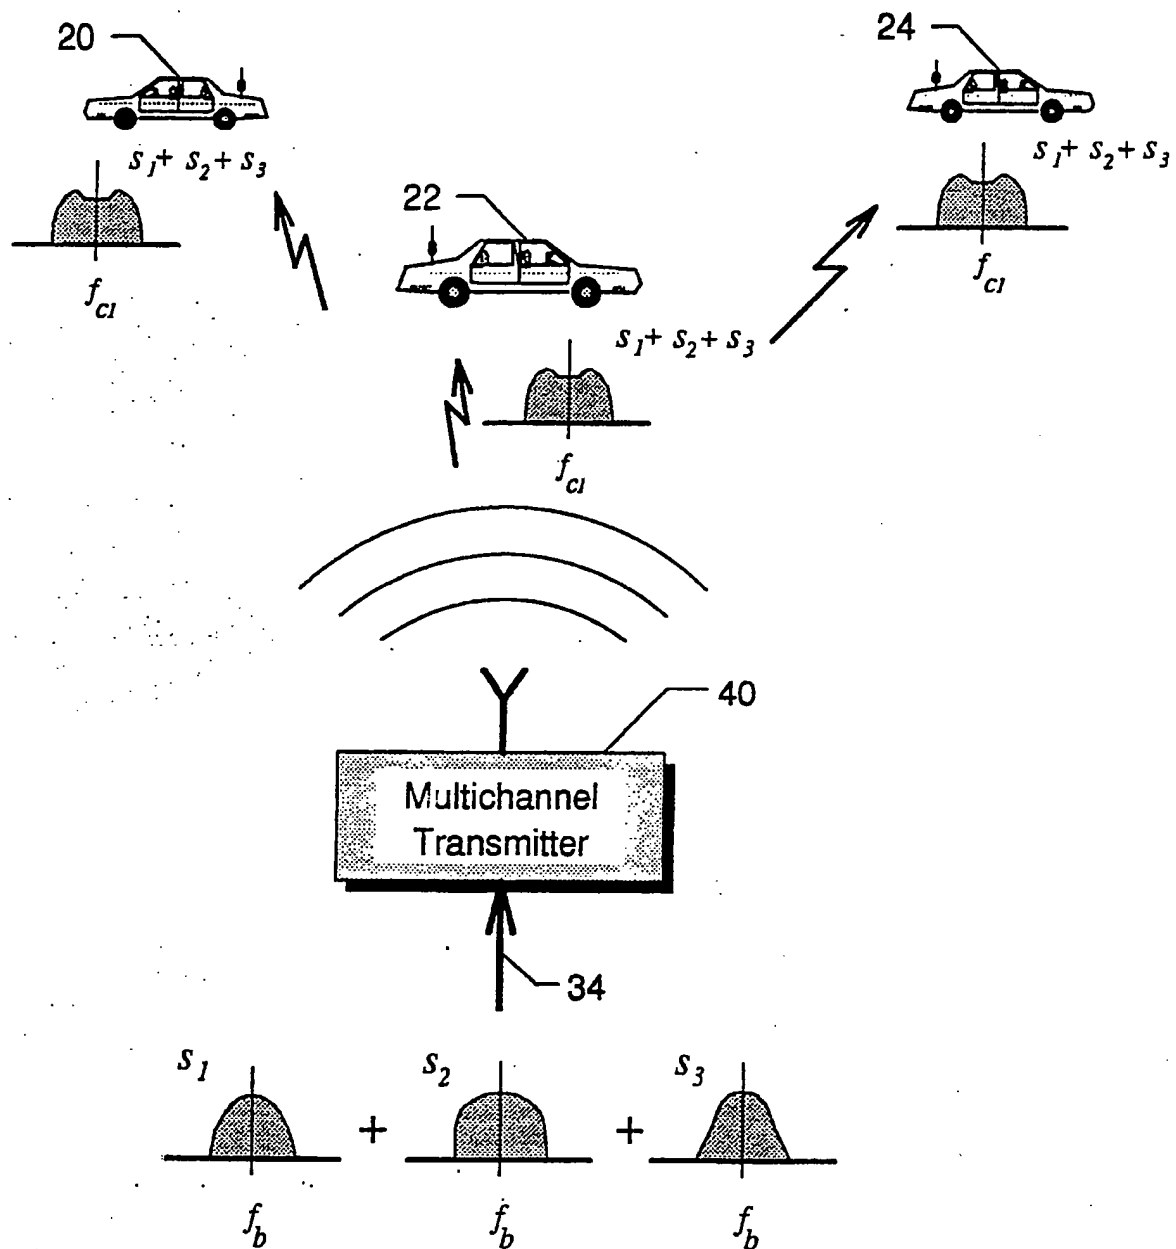 20
24
s1 + s2 + s3
s1 + s2 + s3
fc1
22
fc1
s1 + s2 + s3
fc1
40
Multichannel
Transmitter
34
s1 + s2 + s3
fb fb fb